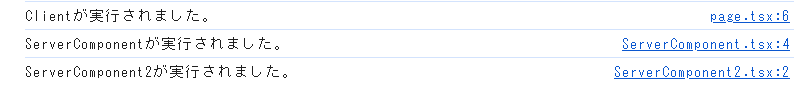 Clientが実行されました。 page.tsx:6
ServerComponentが実行されました。 ServerComponent.tsx:4
ServerComponent2が実行されました。 ServerComponent2.tsx:2